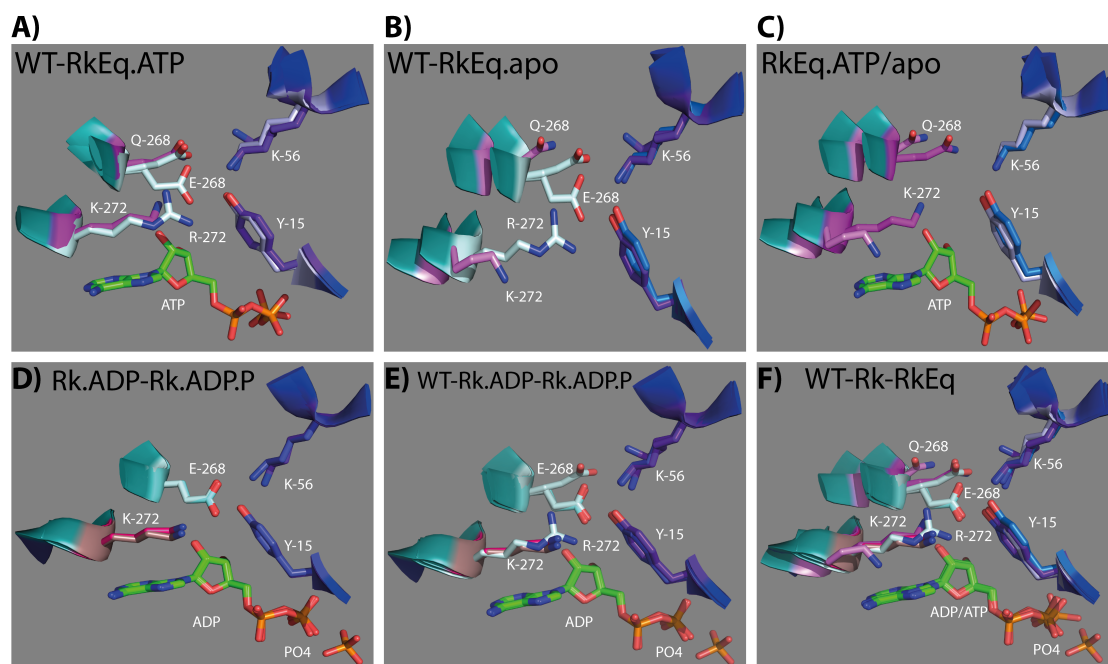 A)
WT-RkEq.ATP
Q-268
K-56
E-268
K-272
R-272
Y-15
ATP
B)
WT-RkEq.apo
Q-268
K-56
E-268
R-272
Y-15
K-272
C)
RkEq.ATP/apo
Q-268
K-56
K-272
Y-15
ATP
D)
Rk.ADP-Rk.ADP.P
E-268
K-56
K-272
Y-15
ADP
PO4
E)
WT-Rk.ADP-Rk.ADP.P
E-268
K-56
R-272
Y-15
K-272
ADP
PO4
F)
WT-Rk-RkEq
Q-268
K-56
E-268
K-272
R-272
Y-15
ADP/ATP
PO4